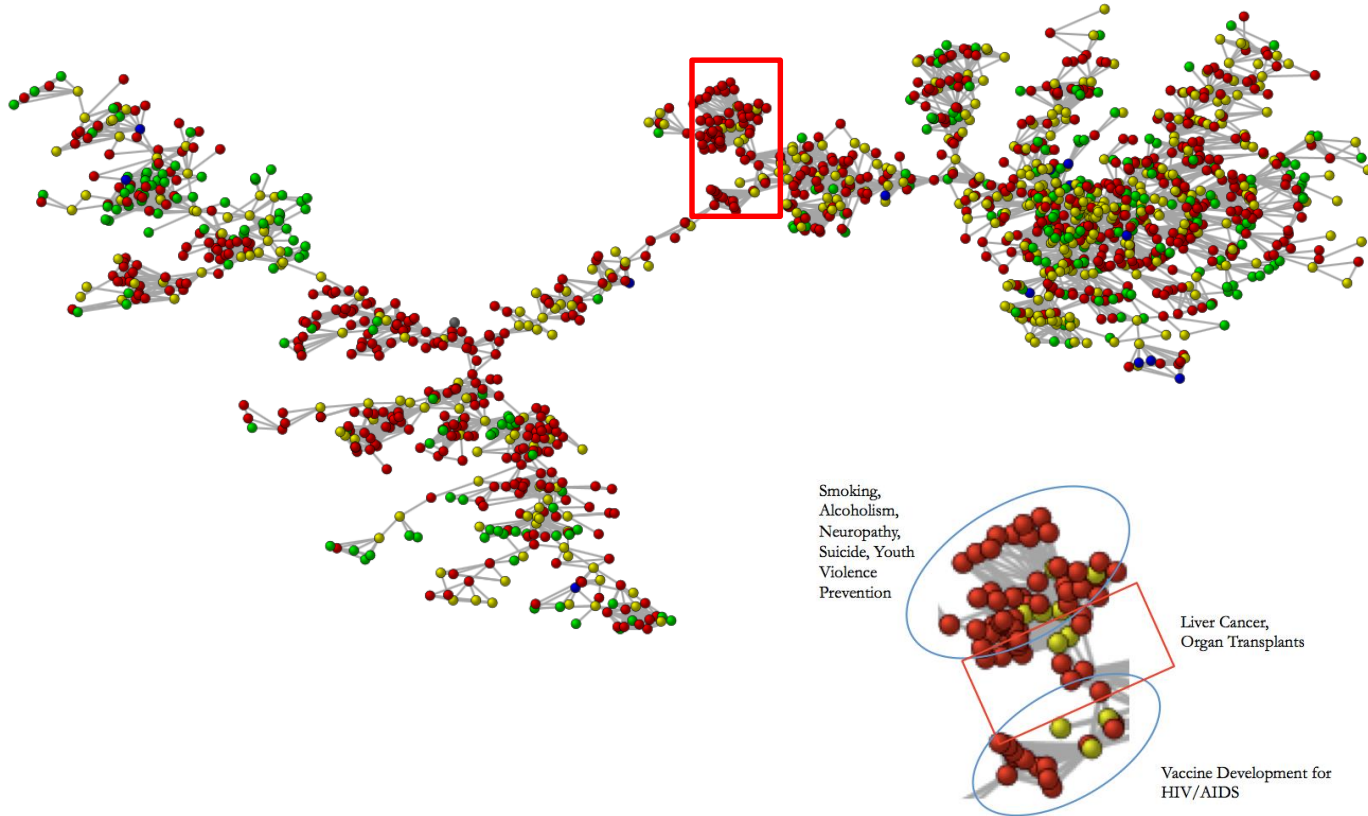 Smoking,
Alcoholism,
Neuropathy,
Suicide, Youth
Violence
Prevention
Liver Cancer,
Organ Transplants
Vaccine Development for
HIV/AIDS